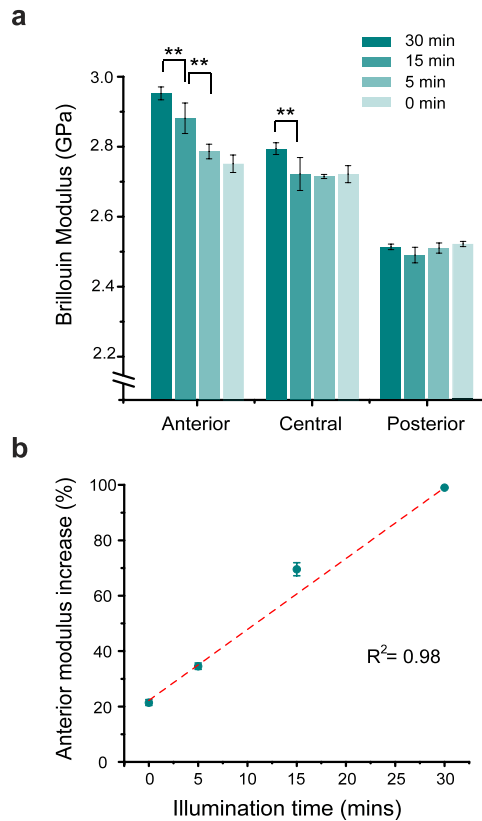 a
** ** **
30 min
15 min
5 min
0 min
Brillouin Modulus (GPa)
3.0
2.8
2.6
2.4
2.2
Anterior Central Posterior
b
Anterior modulus increase (%)
100
80
60
40
20
0
R²= 0.98
0 5 10 15 20 25 30
Illumination time (mins)